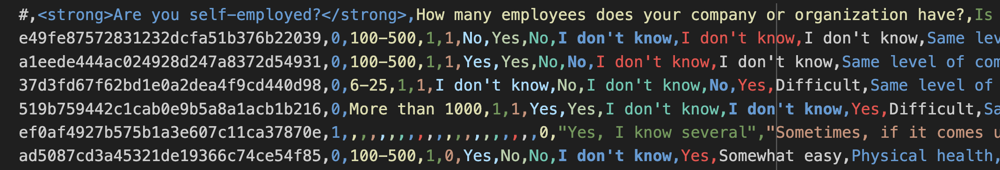 #,<strong>Are you self-employed?</strong>,How many employees does your company or organization have?,Is
e49fe87572831232dcfa51b376b22039,0,100-500,1,1,No,Yes,No,I don't know,I don't know,I don't know,Same lev
a1eede444ac024928d247a8372d54931,0,100-500,1,1,Yes,Yes,No,No,I don't know,I don't know,Same level of com
37d3fd67f62bd1e0a2dea4f9cd440d98,0,6-25,1,1,I don't know,No,I don't know,No,Yes,Difficult,Same level of
519b759442c1cab0e9b5a8a1acb1b216,0,More than 1000,1,1,Yes,Yes,I don't know,I don't know,Yes,Difficult,Sa
ef0af4927b575b1a3e607c11ca37870e,1,,,,,,,,,,,,,,,,,,,,,0,"Yes, I know several","Sometimes, if it comes u
ad5087cd3a45321de19366c74ce54f85,0,100-500,1,0,Yes,No,No,I don't know,Yes,Somewhat easy,Physical health,